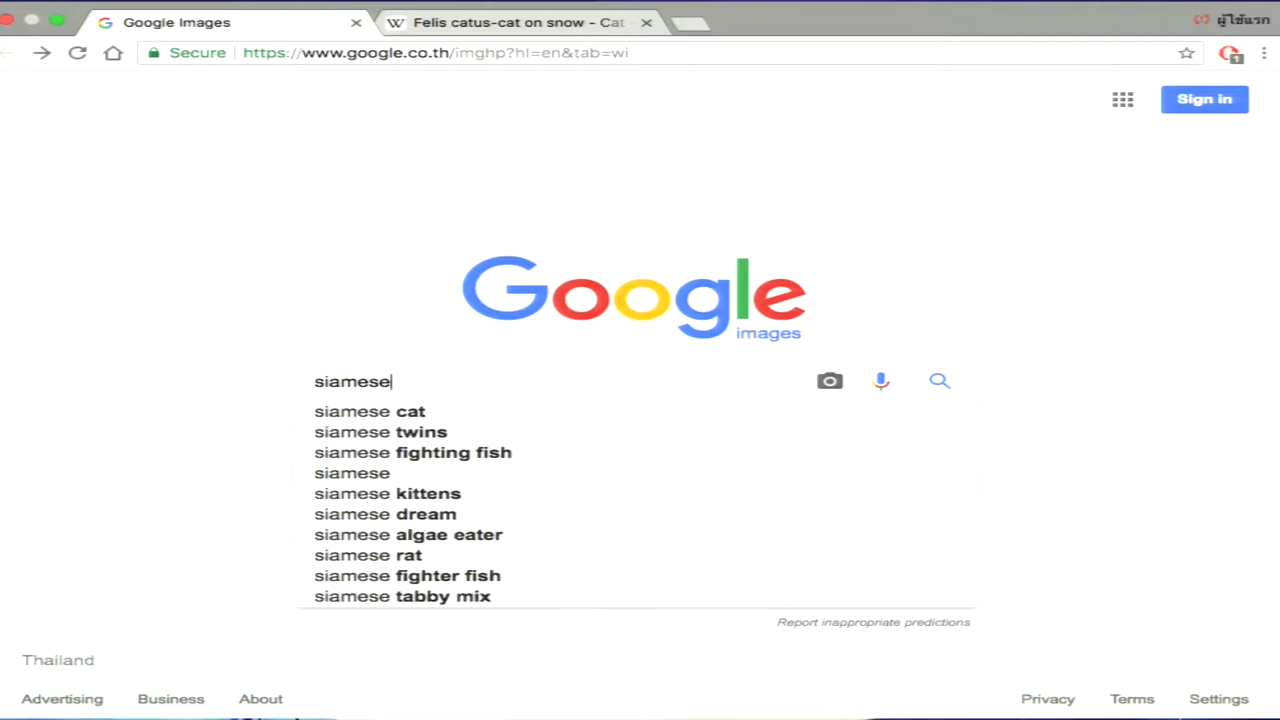 Google Images
Felis catus-cat on snow - Cat
ผู้ใช้แรก
Secure
https://www.google.co.th/imghp?hl=en&tab=wi
1
Sign in
Google
images
siamese
siamese cat
siamese twins
siamese fighting fish
siamese
siamese kittens
siamese dream
siamese algae eater
siamese rat
siamese fighter fish
siamese tabby mix
Report inappropriate predictions
Thailand
Advertising Business About Privacy Terms Settings